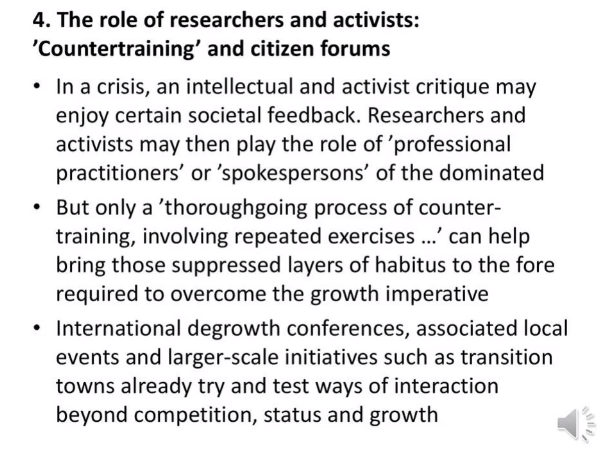 4. The role of researchers and activists:
’Countertraining’ and citizen forums
• In a crisis, an intellectual and activist critique may
enjoy certain societal feedback. Researchers and
activists may then play the role of ’professional
practitioners’ or ’spokespersons’ of the dominated
• But only a ’thoroughgoing process of counter-
training, involving repeated exercises ...’ can help
bring those suppressed layers of habitus to the fore
required to overcome the growth imperative
• International degrowth conferences, associated local
events and larger-scale initiatives such as transition
towns already try and test ways of interaction
beyond competition, status and growth